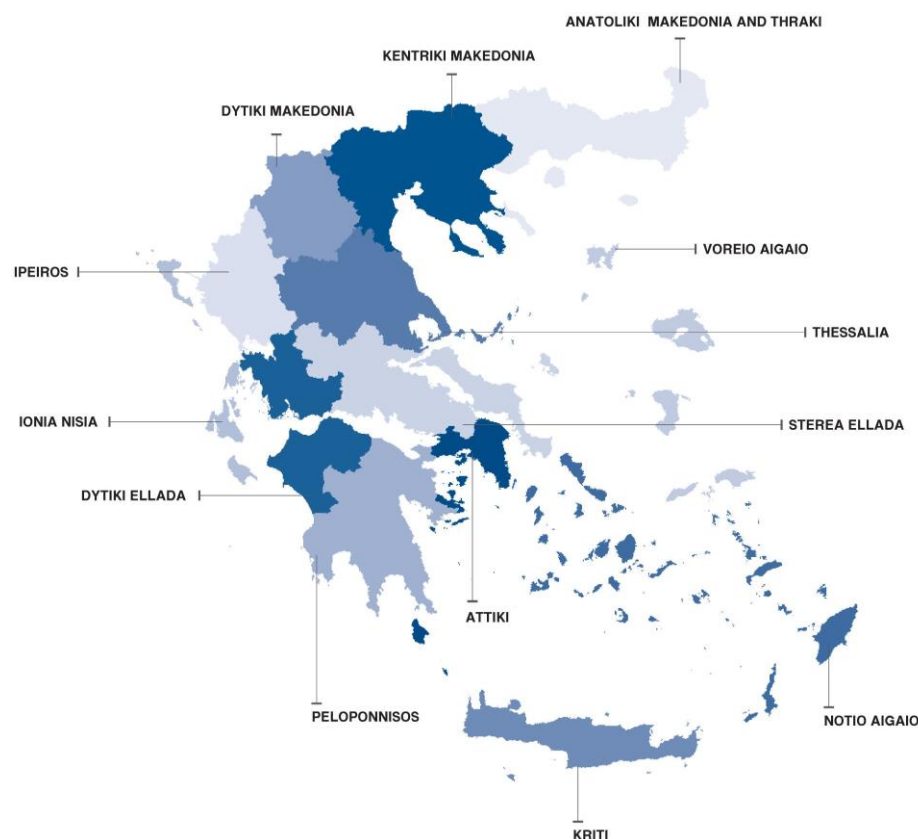 ANATOLIKI MAKEDONIA AND THRAKI
KENTRIKI MAKEDONIA
DYTIKI MAKEDONIA
VOREIO AIGAIO
IPEIROS
THESSALIA
IONIA NISIA
STEREA ELLADA
DYTIKI ELLADA
ATTIKI
PELOPONNISOS
NOTIO AIGAIO
KRITI